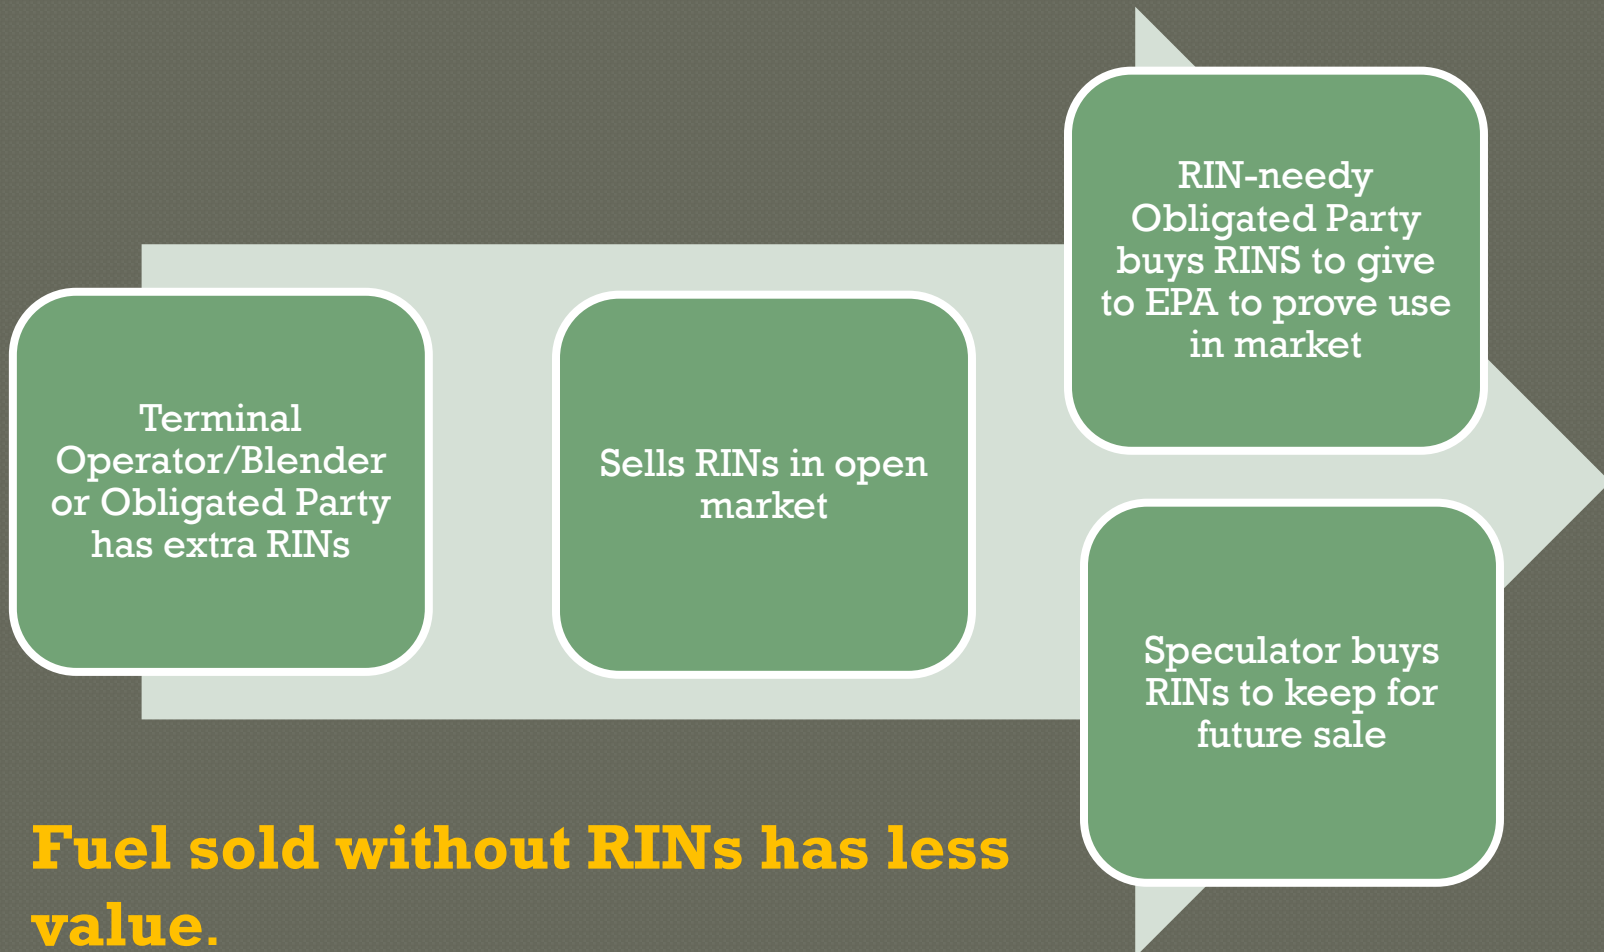 Terminal
Operator/Blender
or Obligated Party
has extra RINs
Sells RINs in open
market
RIN-needy
Obligated Party
buys RINS to give
to EPA to prove use
in market
Speculator buys
RINs to keep for
future sale
Fuel sold without RINs has less
value.